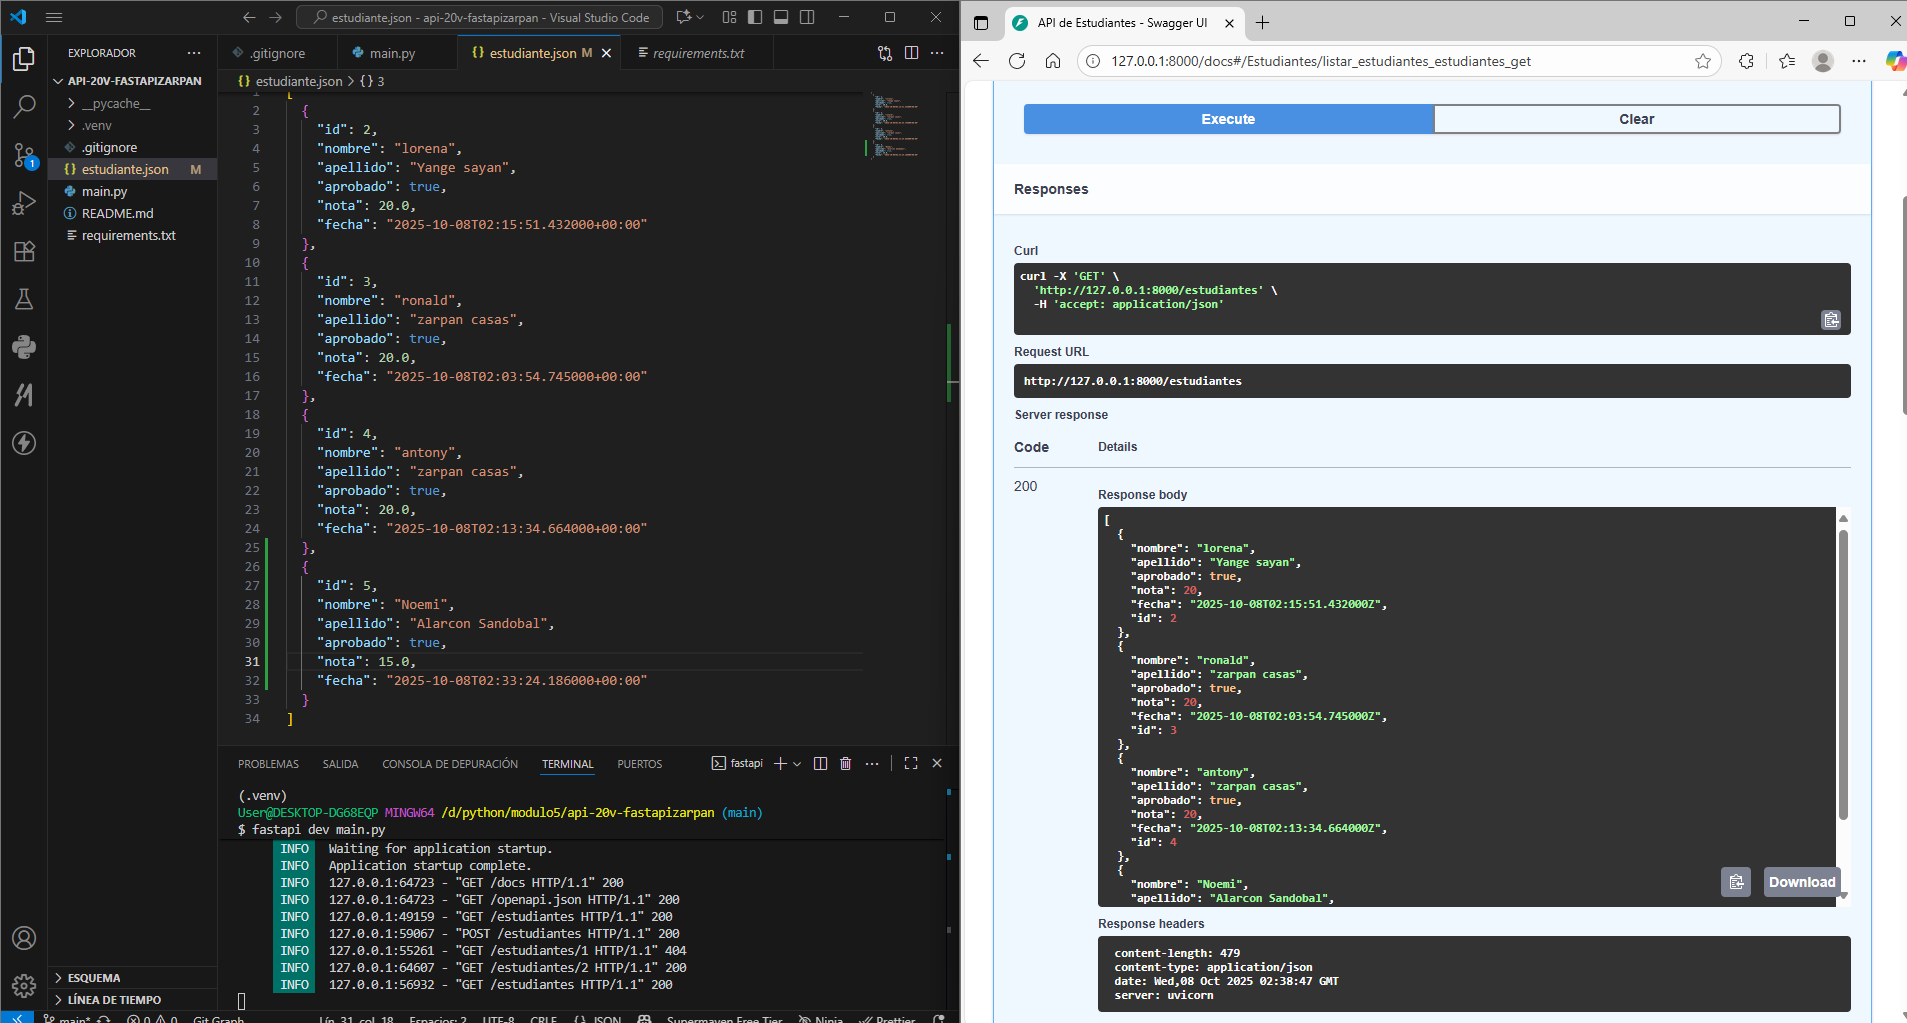 estudiante.json - api-20v-fastapizarpan - Visual Studio Code
EXPLORADOR
API-20V-FASTAPIZARPAN
__pycache__
.venv
.gitignore
estudiante.json M
main.py
README.md
requirements.txt
ESQUEMA
LÍNEA DE TIEMPO
1
.gitignore
main.py
estudiante.json M
requirements.txt
estudiante.json > {} 3
1 [
2 {
3 "id": 2,
4 "nombre": "lorena",
5 "apellido": "Yange sayan",
6 "aprobado": true,
7 "nota": 20.0,
8 "fecha": "2025-10-08T02:15:51.432000+00:00"
9 },
10 {
11 "id": 3,
12 "nombre": "ronald",
13 "apellido": "zarpan casas",
14 "aprobado": true,
15 "nota": 20.0,
16 "fecha": "2025-10-08T02:03:54.745000+00:00"
17 },
18 {
19 "id": 4,
20 "nombre": "antony",
21 "apellido": "zarpan casas",
22 "aprobado": true,
23 "nota": 20.0,
24 "fecha": "2025-10-08T02:13:34.664000+00:00"
25 },
26 {
27 "id": 5,
28 "nombre": "Noemi",
29 "apellido": "Alarcon Sandobal",
30 "aprobado": true,
31 "nota": 15.0,
32 "fecha": "2025-10-08T02:33:24.186000+00:00"
33 }
34 ]
PROBLEMAS SALIDA CONSOLA DE DEPURACIÓN TERMINAL PUERTOS fastapi
(.venv)
User@DESKTOP-DG68EQP MINGW64 /d/python/modulo5/api-20v-fastapizarpan (main)
$ fastapi dev main.py
INFO Waiting for application startup.
INFO Application startup complete.
INFO 127.0.0.1:64723 - "GET /docs HTTP/1.1" 200
INFO 127.0.0.1:64723 - "GET /openapi.json HTTP/1.1" 200
INFO 127.0.0.1:49159 - "GET /estudiantes HTTP/1.1" 200
INFO 127.0.0.1:59067 - "POST /estudiantes HTTP/1.1" 200
INFO 127.0.0.1:55261 - "GET /estudiantes/1 HTTP/1.1" 404
INFO 127.0.0.1:64607 - "GET /estudiantes/2 HTTP/1.1" 200
INFO 127.0.0.1:56932 - "GET /estudiantes HTTP/1.1" 200
main* 0 0 Git Graph Lín. 31, col. 18 Espacios: 2 UTF-8 CRLF {} JSON Supermaven Free Tier Ninja Prettier
API de Estudiantes - Swagger UI
127.0.0.1:8000/docs#/Estudiantes/listar_estudiantes_estudiantes_get
Execute Clear
Responses
Curl
curl -X 'GET' \
'http://127.0.0.1:8000/estudiantes' \
-H 'accept: application/json'
Request URL
http://127.0.0.1:8000/estudiantes
Server response
Code Details
200
Response body
[
{
"nombre": "lorena",
"apellido": "Yange sayan",
"aprobado": true,
"nota": 20,
"fecha": "2025-10-08T02:15:51.432000Z",
"id": 2
},
{
"nombre": "ronald",
"apellido": "zarpan casas",
"aprobado": true,
"nota": 20,
"fecha": "2025-10-08T02:03:54.745000Z",
"id": 3
},
{
"nombre": "antony",
"apellido": "zarpan casas",
"aprobado": true,
"nota": 20,
"fecha": "2025-10-08T02:13:34.664000Z",
"id": 4
},
{
"nombre": "Noemi",
"apellido": "Alarcon Sandobal",
Download
Response headers
content-length: 479
content-type: application/json
date: Wed,08 Oct 2025 02:38:47 GMT
server: uvicorn